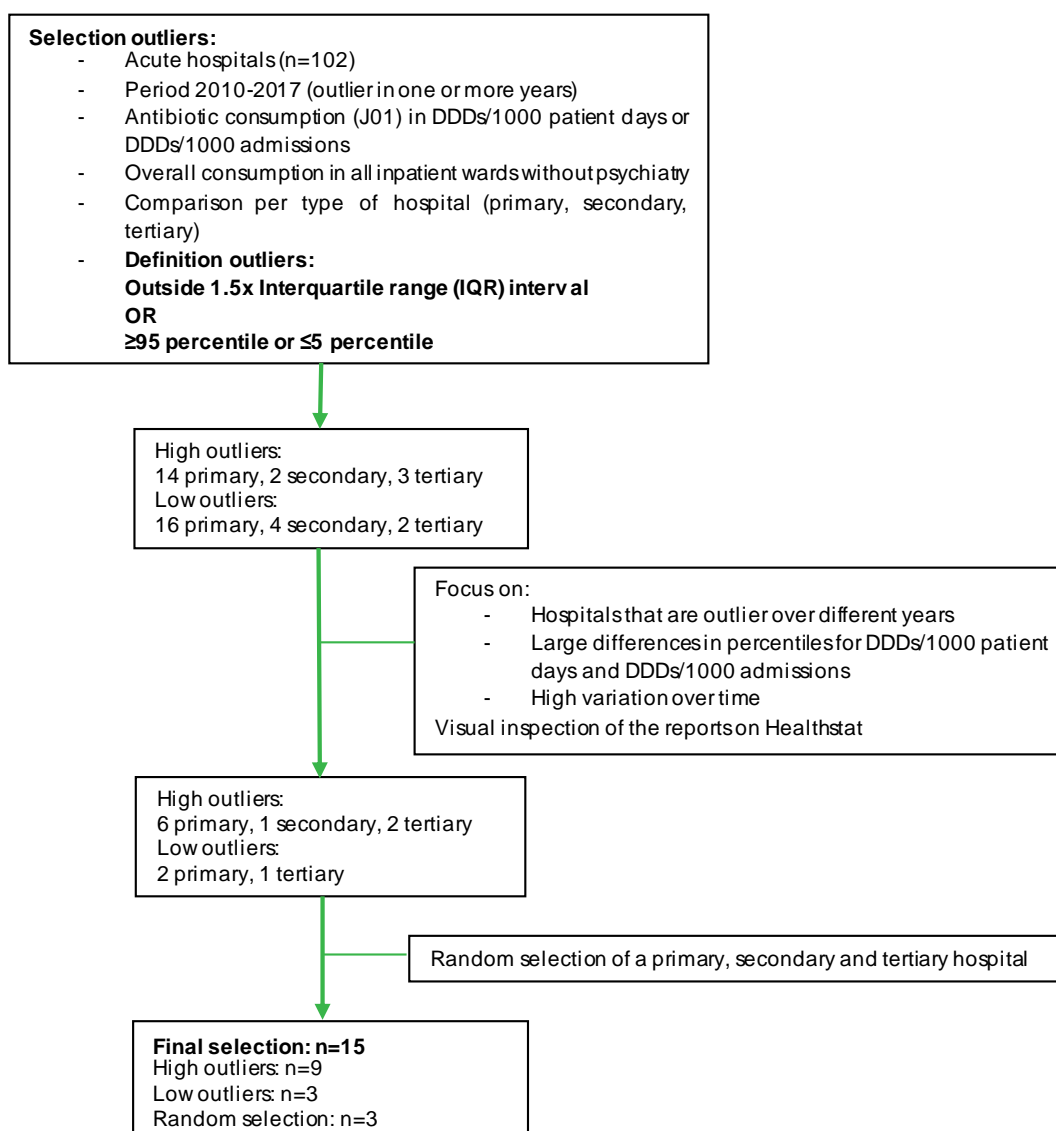 Selection outliers:
- Acute hospitals (n=102)
- Period 2010-2017 (outlier in one or more years)
- Antibiotic consumption (J01) in DDDs/1000 patient days or
DDDs/1000 admissions
- Overall consumption in all inpatient wards without psychiatry
- Comparison per type of hospital (primary, secondary,
tertiary)
- Definition outliers:
Outside 1.5x Interquartile range (IQR) interval
OR
≥95 percentile or ≤5 percentile
High outliers:
14 primary, 2 secondary, 3 tertiary
Low outliers:
16 primary, 4 secondary, 2 tertiary
Focus on:
- Hospitals that are outlier over different years
- Large differences in percentiles for DDDs/1000 patient
days and DDDs/1000 admissions
- High variation over time
Visual inspection of the reports on Healthstat
High outliers:
6 primary, 1 secondary, 2 tertiary
Low outliers:
2 primary, 1 tertiary
Random selection of a primary, secondary and tertiary hospital
Final selection: n=15
High outliers: n=9
Low outliers: n=3
Random selection: n=3